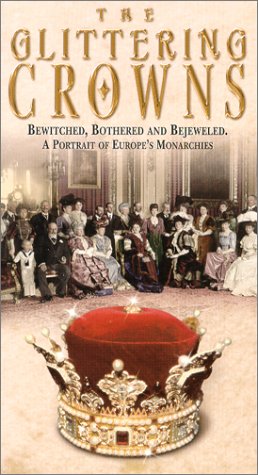 THE
GLITTERING
CROWNS
BEWITCHED, BOTHERED AND BEJEWELED.
A PORTRAIT OF EUROPE'S MONARCHIES